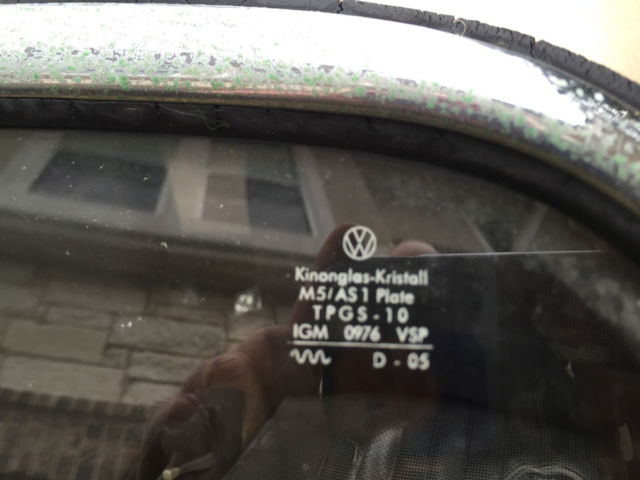 Kinonglas-Kristall
M5/AS1 Plate
TPGS-10
IGM 0976 VSP
D-05